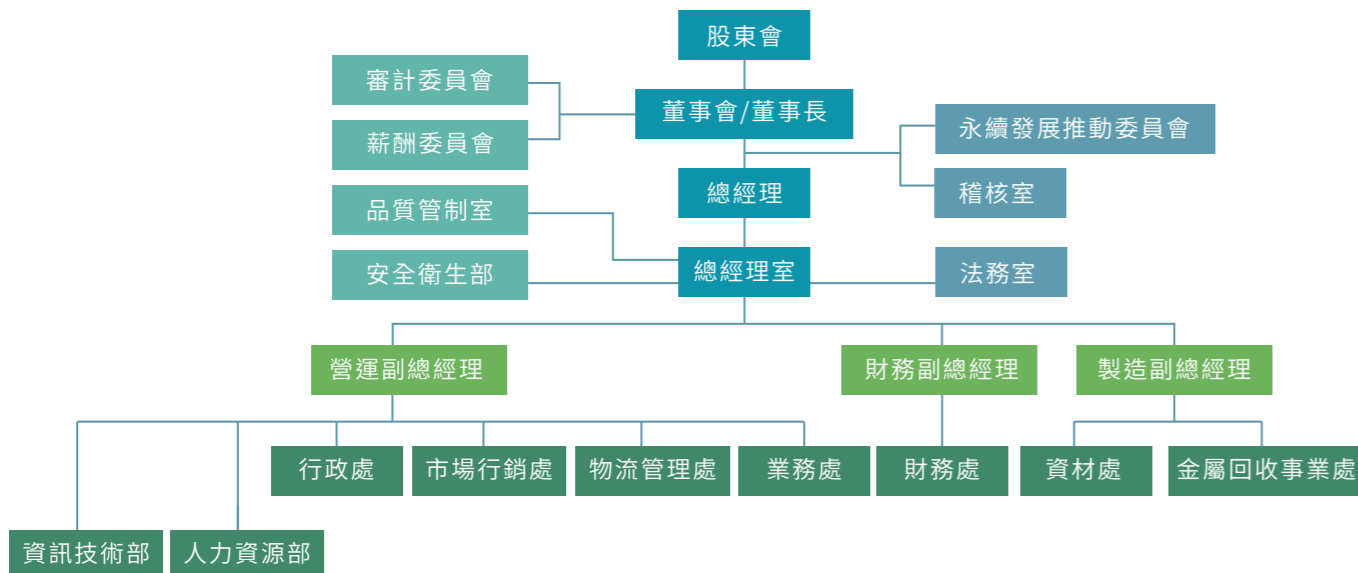 股東會
審計委員會
董事會/董事長
薪酬委員會
永續發展推動委員會
品質管制室
總經理
稽核室
安全衛生部
總經理室
法務室
營運副總經理
財務副總經理
製造副總經理
行政處
市場行銷處
物流管理處
業務處
財務處
資材處
金屬回收事業處
資訊技術部
人力資源部